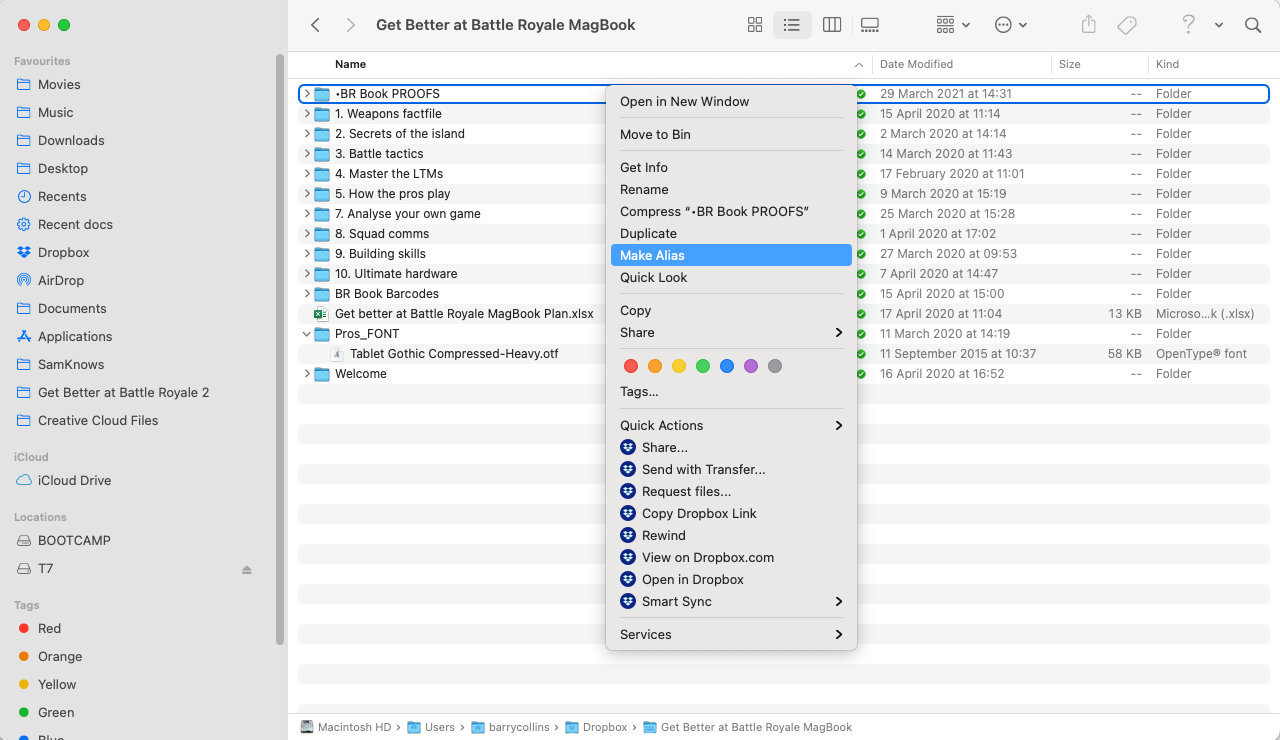 Get Better at Battle Royale MagBook
Favourites
Movies
Music
Downloads
Desktop
Recents
Recent docs
Dropbox
AirDrop
Documents
Applications
SamKnows
Get Better at Battle Royale 2
Creative Cloud Files
iCloud
iCloud Drive
Locations
BOOTCAMP
T7
Tags
Red
Orange
Yellow
Green
Blue
Name Date Modified Size Kind
•BR Book PROOFS 29 March 2021 at 14:31 -- Folder
1. Weapons factfile 15 April 2020 at 11:14 -- Folder
2. Secrets of the island 2 March 2020 at 14:14 -- Folder
3. Battle tactics 14 March 2020 at 11:43 -- Folder
4. Master the LTMs 17 February 2020 at 11:01 -- Folder
5. How the pros play 9 March 2020 at 15:19 -- Folder
7. Analyse your own game 25 March 2020 at 15:28 -- Folder
8. Squad comms 1 April 2020 at 17:02 -- Folder
9. Building skills 27 March 2020 at 09:53 -- Folder
10. Ultimate hardware 7 April 2020 at 14:47 -- Folder
BR Book Barcodes 15 April 2020 at 15:00 -- Folder
Get better at Battle Royale MagBook Plan.xlsx 17 April 2020 at 11:04 13 KB Microso...k (.xlsx)
Pros_FONT 11 March 2020 at 14:19 -- Folder
Tablet Gothic Compressed-Heavy.otf 11 September 2015 at 10:37 58 KB OpenType® font
Welcome 16 April 2020 at 16:52 -- Folder
Open in New Window
Move to Bin
Get Info
Rename
Compress “•BR Book PROOFS”
Duplicate
Make Alias
Quick Look
Copy
Share
Tags...
Quick Actions
Share...
Send with Transfer...
Request files...
Copy Dropbox Link
Rewind
View on Dropbox.com
Open in Dropbox
Smart Sync
Services
Macintosh HD › Users › barrycollins › Dropbox › Get Better at Battle Royale MagBook